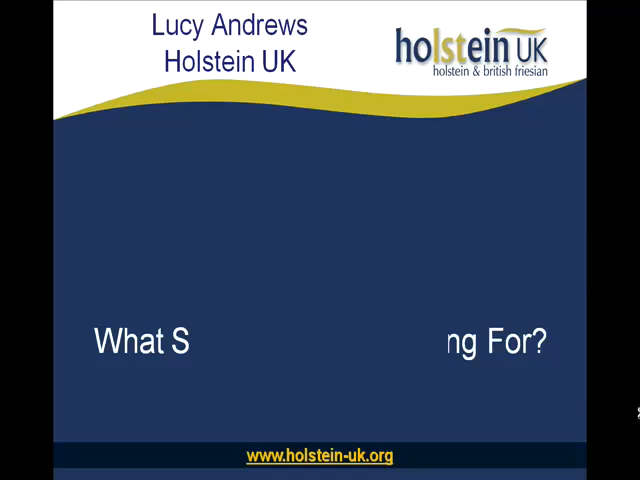 Lucy Andrews
Holstein UK
holstein UK
holstein & british friesian
What S ng For?
www.holstein-uk.org